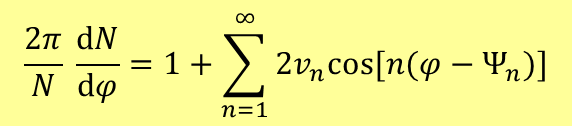 2π/N dN/dφ = 1 + ∑_{n=1}^{∞} 2v_n cos[n(φ − Ψ_n)]